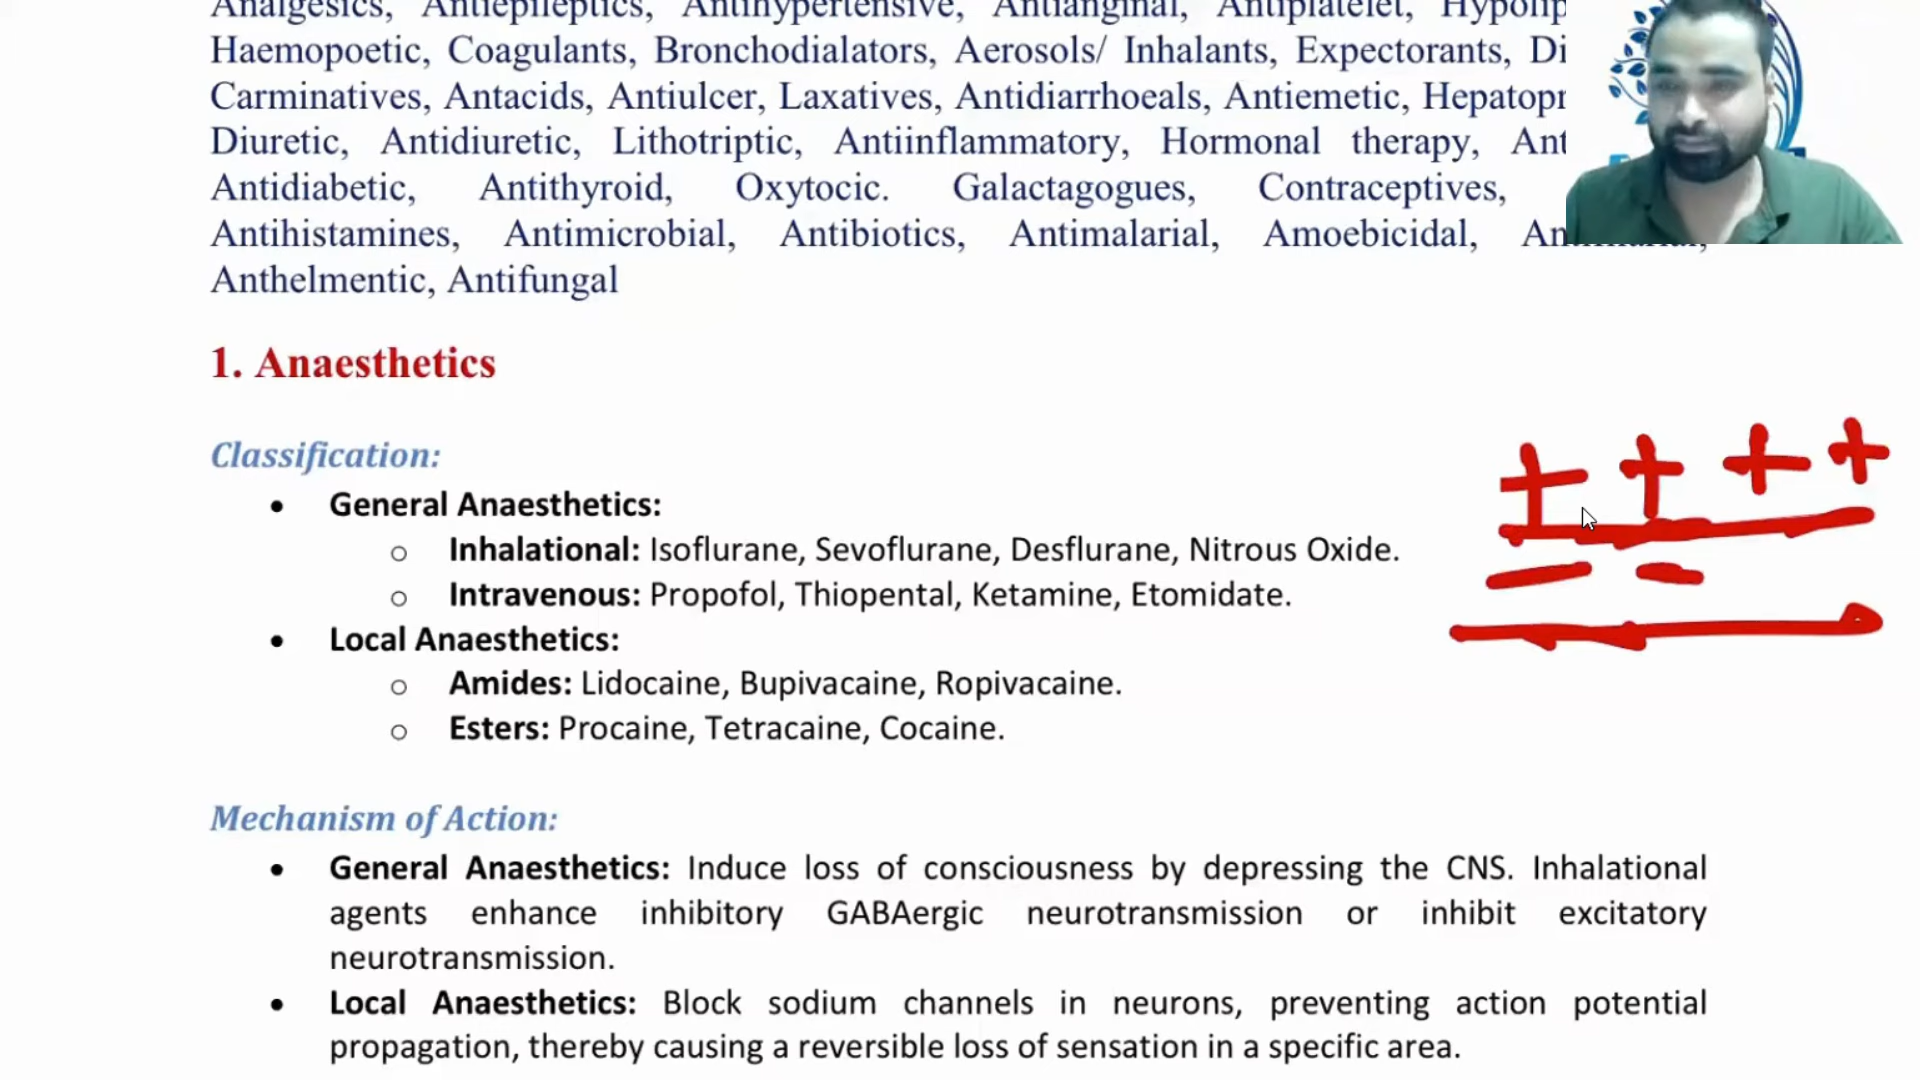 Analgesics, Antiepileptics, Antihypertensive, Antianginal, Antiplatelet,
Haemopoetic, Coagulants, Bronchodialators, Aerosols/ Inhalants, Expectorants,
Carminatives, Antacids, Antiulcer, Laxatives, Antidiarrhoeals, Antiemetic,
Diuretic, Antidiuretic, Lithotriptic, Antiinflammatory, Hormonal therapy,
Antidiabetic, Antithyroid, Oxytocic. Galactagogues, Contraceptives,
Antihistamines, Antimicrobial, Antibiotics, Antimalarial, Amoebicidal,
Anthelmentic, Antifungal
1. Anaesthetics
Classification:
• General Anaesthetics:
o Inhalational: Isoflurane, Sevoflurane, Desflurane, Nitrous Oxide.
o Intravenous: Propofol, Thiopental, Ketamine, Etomidate.
• Local Anaesthetics:
o Amides: Lidocaine, Bupivacaine, Ropivacaine.
o Esters: Procaine, Tetracaine, Cocaine.
+ + + +
— —
Mechanism of Action:
• General Anaesthetics: Induce loss of consciousness by depressing the CNS. Inhalational
agents enhance inhibitory GABAergic neurotransmission or inhibit excitatory
neurotransmission.
• Local Anaesthetics: Block sodium channels in neurons, preventing action potential
propagation, thereby causing a reversible loss of sensation in a specific area.